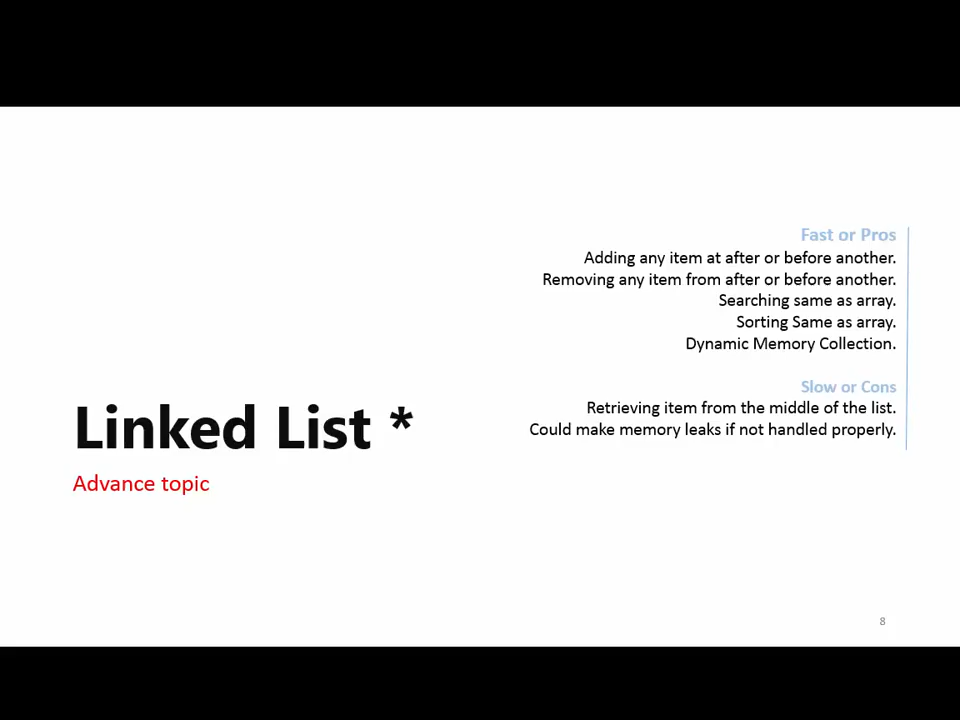 Linked List *
Advance topic
Fast or Pros
Adding any item at after or before another.
Removing any item from after or before another.
Searching same as array.
Sorting Same as array.
Dynamic Memory Collection.
Slow or Cons
Retrieving item from the middle of the list.
Could make memory leaks if not handled properly.
8